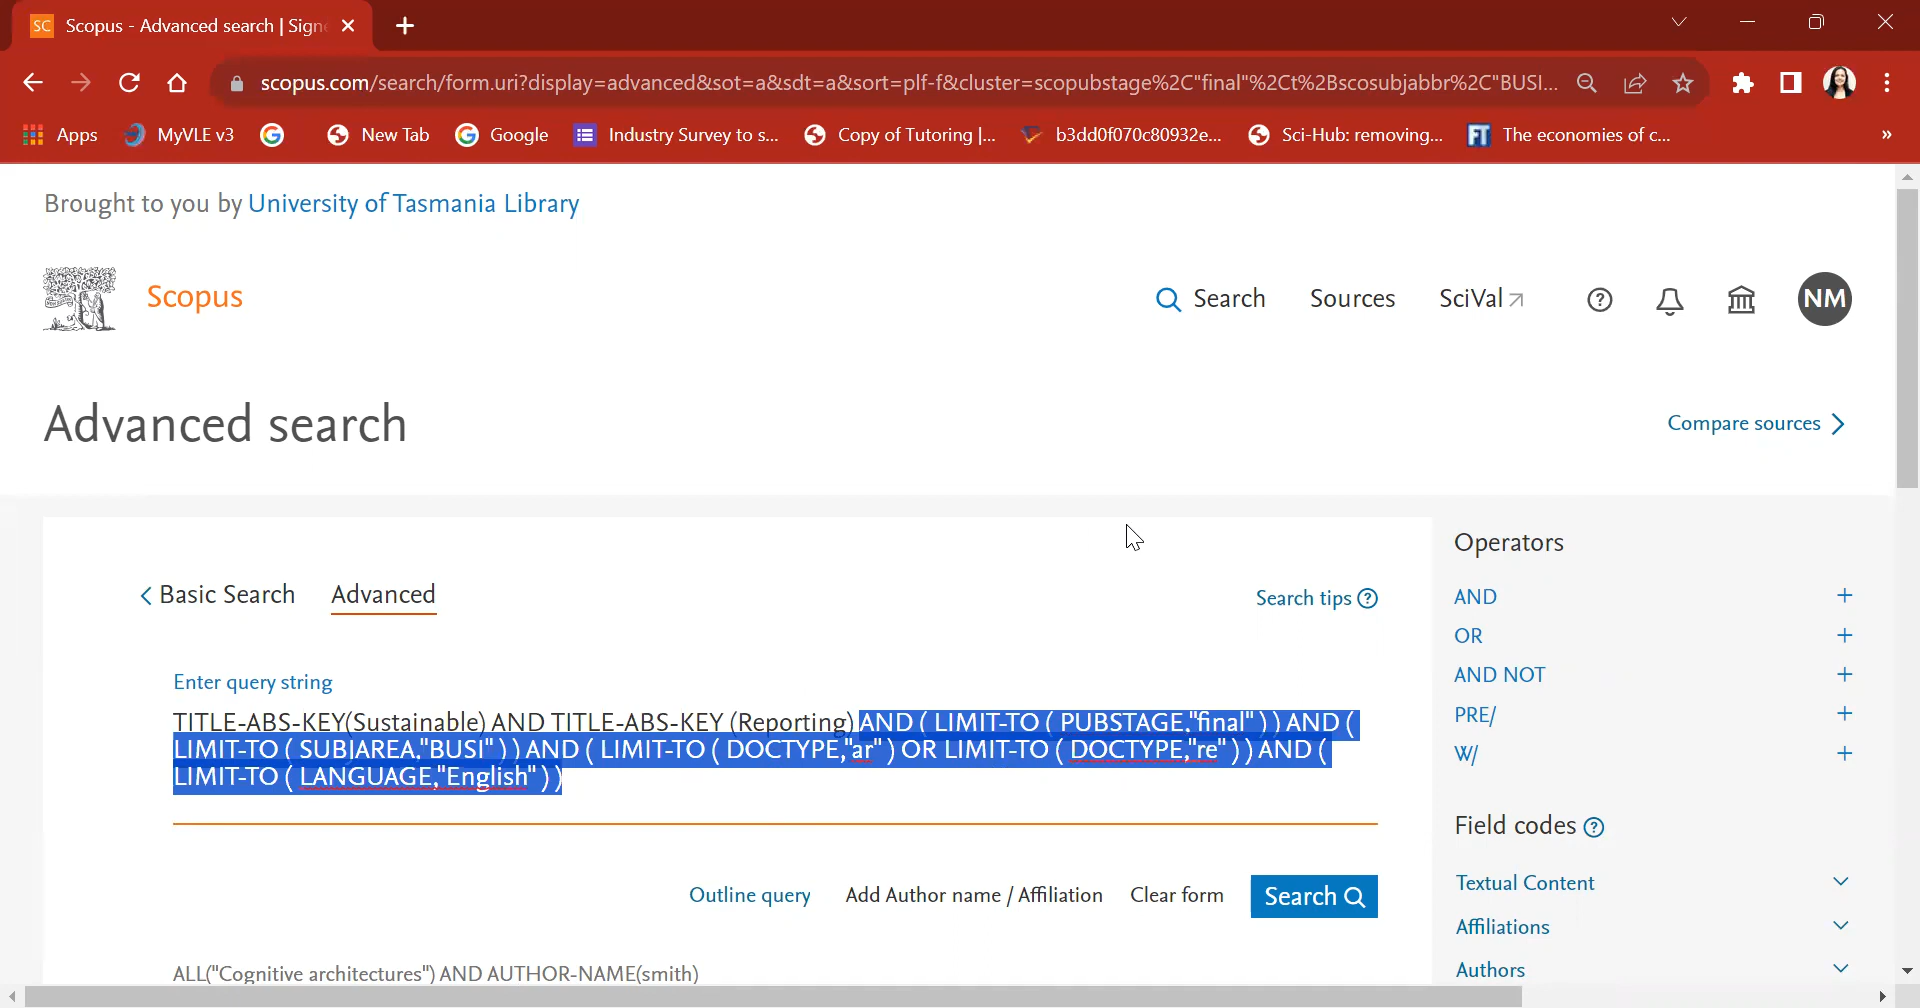 SC Scopus - Advanced search | Sign
scopus.com/search/form.uri?display=advanced&sot=a&sdt=a&sort=plf-f&cluster=scopubstage%2C"final"%2Ct%2Bscosubjabbr%2C"BUSI...
Apps MyVLE v3 New Tab Google Industry Survey to s... Copy of Tutoring |... b3dd0f070c80932e... Sci-Hub: removing... FT The economies of c... »
Brought to you by University of Tasmania Library
Scopus Search Sources SciVal NM
Advanced search
Compare sources
Basic Search Advanced Search tips
Enter query string
TITLE-ABS-KEY(Sustainable) AND TITLE-ABS-KEY (Reporting) AND ( LIMIT-TO ( PUBSTAGE,"final" ) ) AND (
LIMIT-TO ( SUBJAREA,"BUSI" ) ) AND ( LIMIT-TO ( DOCTYPE,"ar" ) OR LIMIT-TO ( DOCTYPE,"re" ) ) AND (
LIMIT-TO ( LANGUAGE,"English" ) )
Outline query Add Author name / Affiliation Clear form Search
ALL("Cognitive architectures") AND AUTHOR-NAME(smith)
Operators
AND +
OR +
AND NOT +
PRE/ +
W/ +
Field codes
Textual Content
Affiliations
Authors